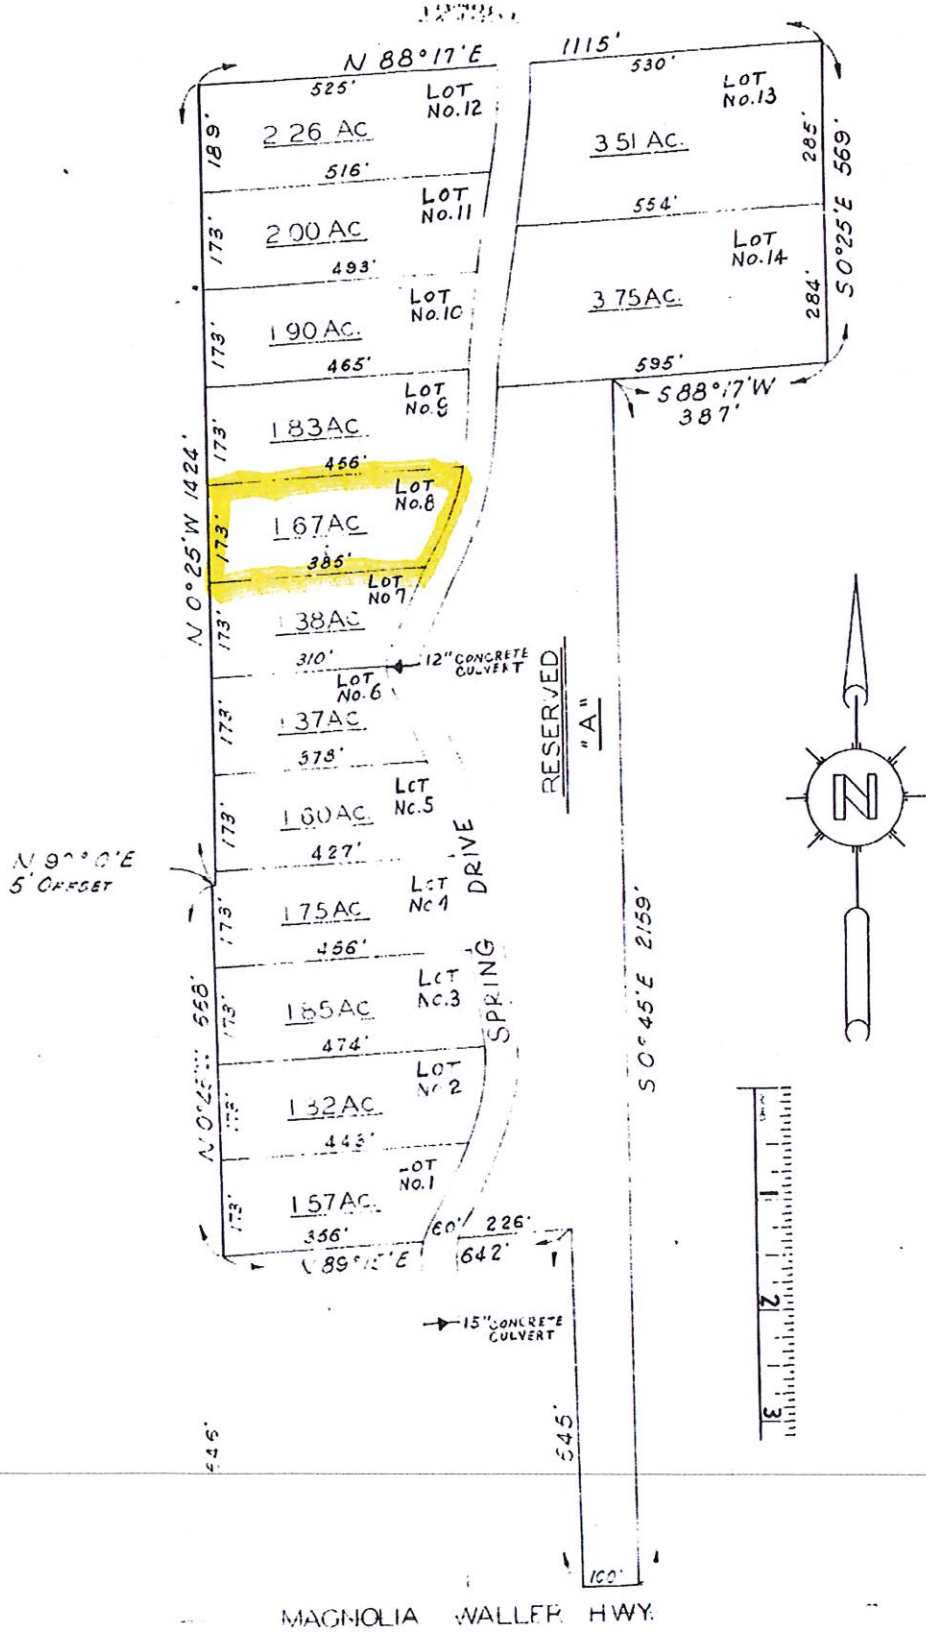 N 88°17'E
1115'
525'
LOT
No.12
530'
LOT
No.13
189'
2 26 AC
3 51 AC.
285'
S 0°25'E 569'
516'
LOT
No.11
554'
173'
2 00 AC
LOT
No.14
493'
LOT
No.10
3 75 AC.
284'
173'
1 90 AC.
465'
595'
LOT
No.9
S 88°17'W
387'
173'
1 83 AC.
N 0°25'W 1424'
456'
LOT
No.8
173'
1 67 AC
385'
LOT
No 7
173'
1 38 AC
310'
12" CONCRETE
CULVERT
LOT
No.6
RESERVED
"A"
173'
1 37 AC
373'
LOT
No.5
173'
1 60 AC.
427'
5' OFFSET
LOT
No 4
SPRING DRIVE
173'
1 75 AC
456'
LOT
No.3
S 0°45'E 2159'
173'
1 85 AC
474'
LOT
No 2
AC
443'
LOT
No.1
173'
1 57 AC.
356'
60'
226'
642'
15" CONCRETE
CULVERT
INCHES
1
2
3
N
645'
100'
MAGNOLIA WALLER HWY.